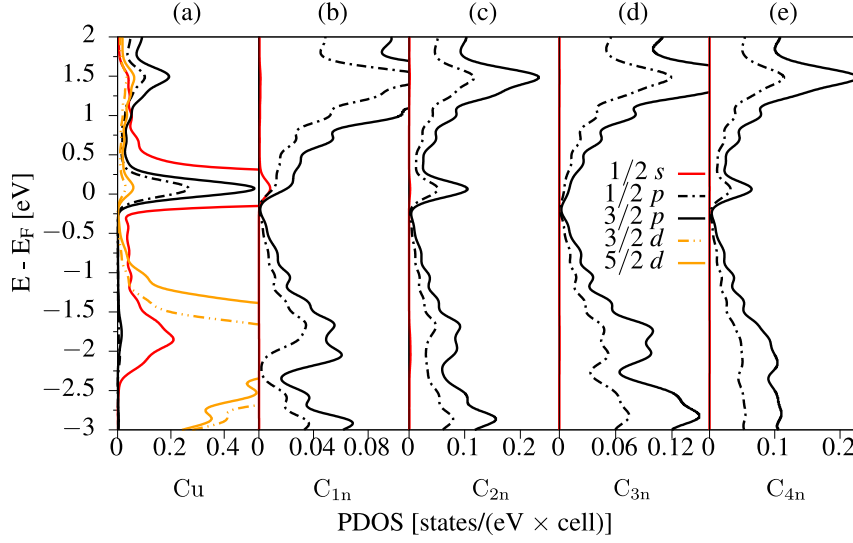 (a) (b) (c) (d) (e)
2
1.5
1
0.5
0
−0.5
−1
−1.5
−2
−2.5
−3
E - E_F [eV]
1/2 s
1/2 p
3/2 p
3/2 d
5/2 d
0 0.2 0.4 0 0.04 0.08 0 0.1 0.2 0 0.06 0.12 0 0.1 0.2
Cu C_1n C_2n C_3n C_4n
PDOS [states/(eV × cell)]